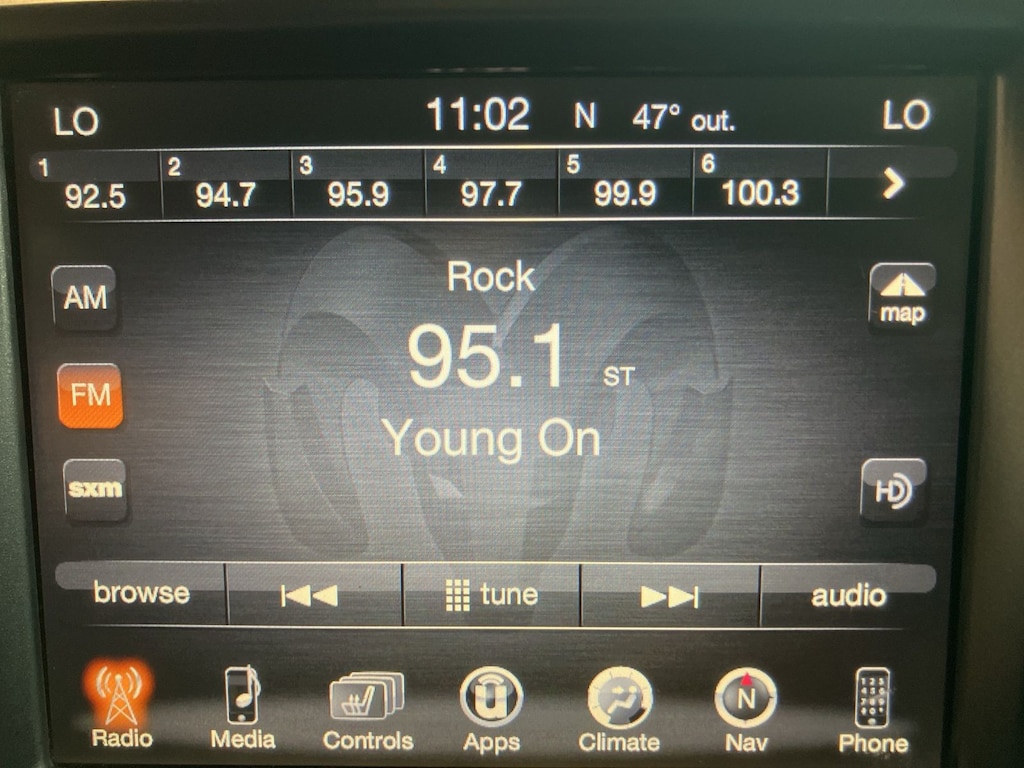 LO 11:02 N 47° out. LO
1 92.5 2 94.7 3 95.9 4 97.7 5 99.9 6 100.3
AM
Rock
map
95.1 ST
FM
Young On
sxm
HD
browse tune audio
N
Radio Media Controls Apps Climate Nav Phone